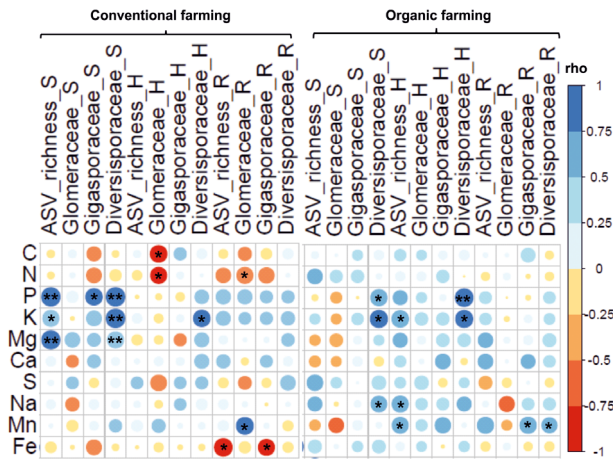 Conventional farming
Organic farming
ASV_richness_S
Glomeraceae_S
Gigasporaceae_S
Diversisporaceae_S
ASV_richness_H
Glomeraceae_H
Gigasporaceae_H
Diversisporaceae_H
ASV_richness_R
Glomeraceae_R
Gigasporaceae_R
Diversisporaceae_R
ASV_richness_S
Glomeraceae_S
Gigasporaceae_S
Diversisporaceae_S
ASV_richness_H
Glomeraceae_H
Gigasporaceae_H
Diversisporaceae_H
ASV_richness_R
Glomeraceae_R
Gigasporaceae_R
Diversisporaceae_R
rho
1
0.75
0.5
0.25
0
-0.25
-0.5
-0.75
-1
C *
N * *
P ** * ** * **
K * ** * * * *
Mg ** **
Ca
S
Na * *
Mn * * * *
Fe * *